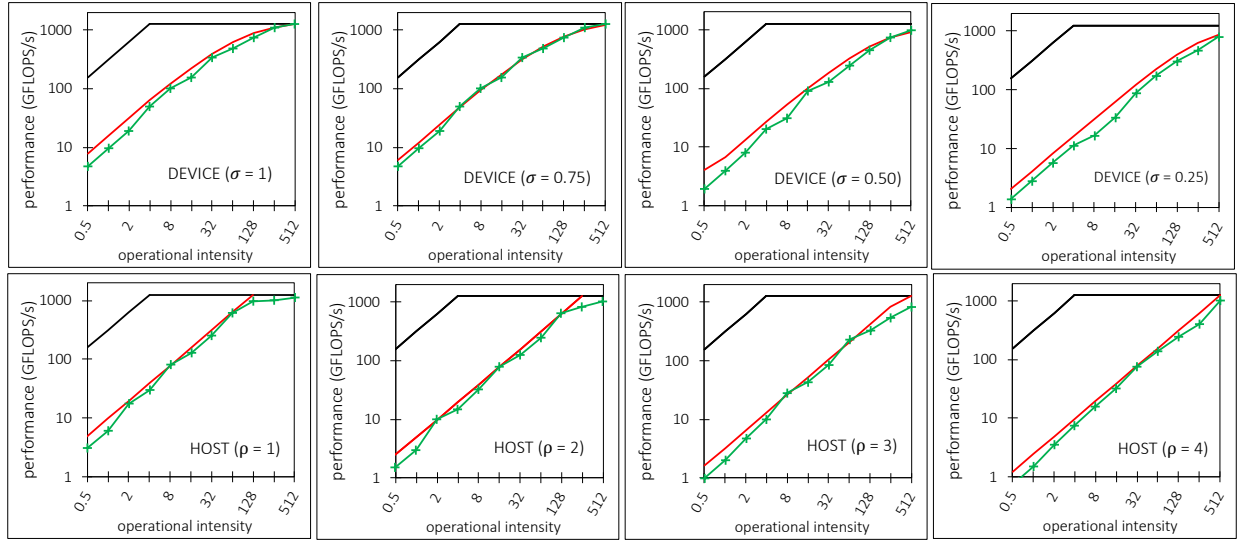 performance (GFLOPS/s)
1000
100
10
1
DEVICE (σ = 1)
0.5 2 8 32 128 512
operational intensity
performance (GFLOPS/s)
1000
100
10
1
DEVICE (σ = 0.75)
0.5 2 8 32 128 512
operational intensity
performance (GFLOPS/s)
1000
100
10
1
DEVICE (σ = 0.50)
0.5 2 8 32 128 512
operational intensity
performance (GFLOPS/s)
1000
100
10
1
DEVICE (σ = 0.25)
0.5 2 8 32 128 512
operational intensity
performance (GFLOPS/s)
1000
100
10
1
HOST (ρ = 1)
0.5 2 8 32 128 512
operational intensity
performance (GFLOPS/s)
1000
100
10
1
HOST (ρ = 2)
0.5 2 8 32 128 512
operational intensity
performance (GFLOPS/s)
1000
100
10
1
HOST (ρ = 3)
0.5 2 8 32 128 512
operational intensity
performance (GFLOPS/s)
1000
100
10
1
HOST (ρ = 4)
0.5 2 8 32 128 512
operational intensity